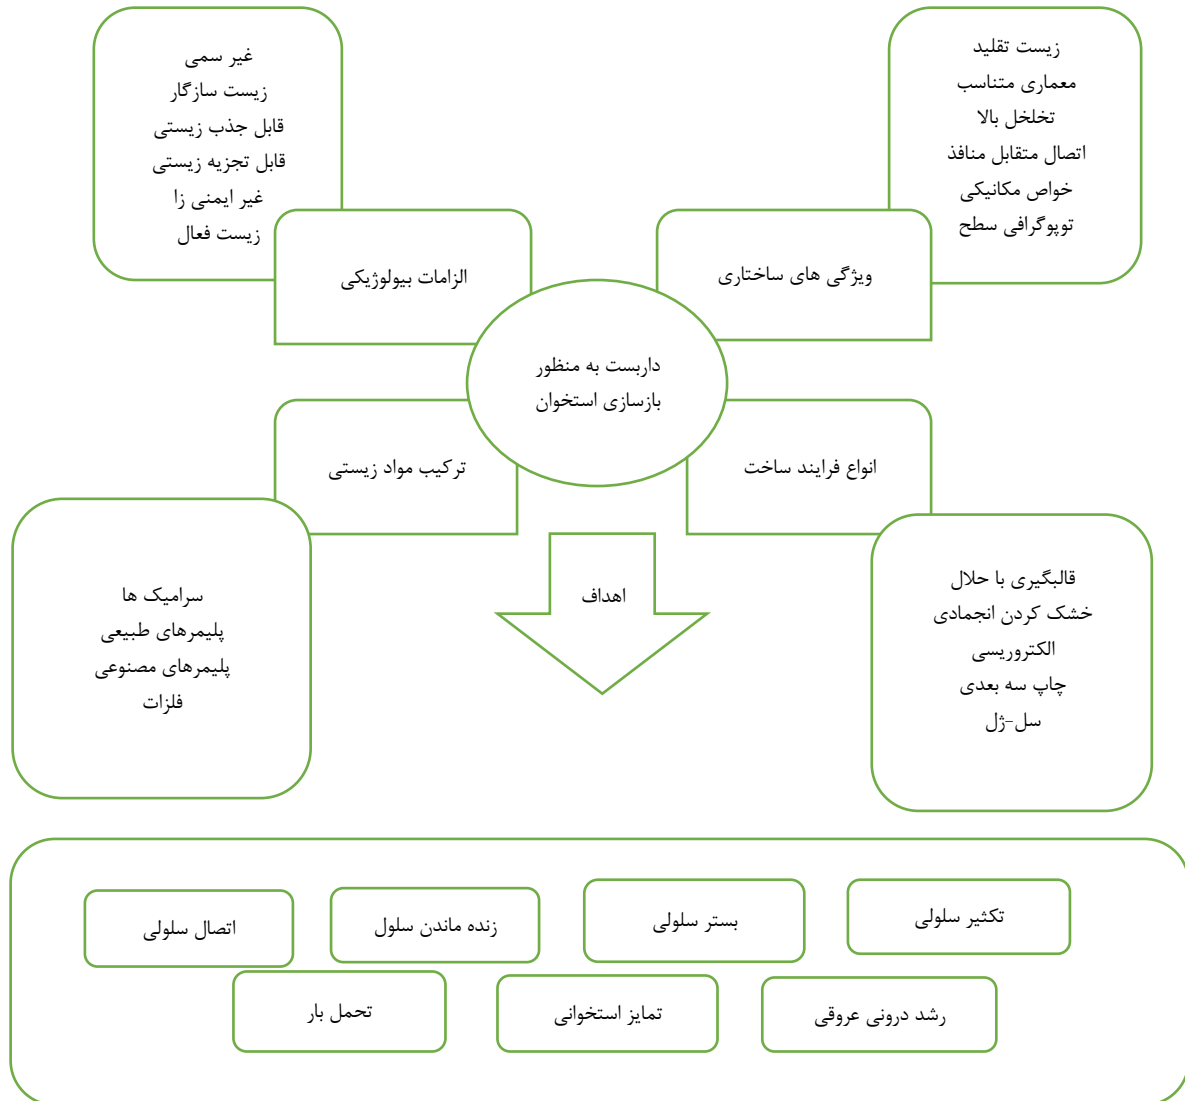 زیست تقلید
معماری متناسب
تخلخل بالا
اتصال متقابل منافذ
خواص مکانیکی
توپوگرافی سطح
غیر سمی
زیست سازگار
قابل جذب زیستی
قابل تجزیه زیستی
غیر ایمنی زا
زیست فعال
ویژگی های ساختاری
الزامات بیولوژیکی
داربست به منظور
بازسازی استخوان
انواع فرایند ساخت
ترکیب مواد زیستی
قالبگیری با حلال
خشک کردن انجمادی
الکتروریسی
چاپ سه بعدی
سل-ژل
اهداف
سرامیک ها
پلیمرهای طبیعی
پلیمرهای مصنوعی
فلزات
تکثیر سلولی
بستر سلولی
زنده ماندن سلول
اتصال سلولی
رشد درونی عروقی
تمایز استخوانی
تحمل بار